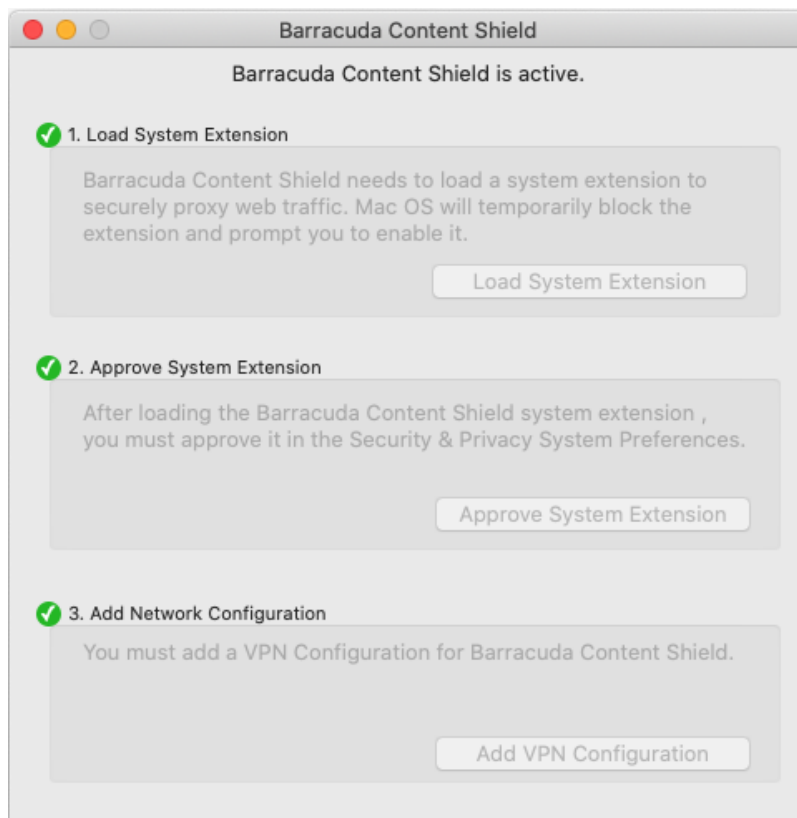 Barracuda Content Shield
Barracuda Content Shield is active.
1. Load System Extension
Barracuda Content Shield needs to load a system extension to
securely proxy web traffic. Mac OS will temporarily block the
extension and prompt you to enable it.
Load System Extension
2. Approve System Extension
After loading the Barracuda Content Shield system extension ,
you must approve it in the Security & Privacy System Preferences.
Approve System Extension
3. Add Network Configuration
You must add a VPN Configuration for Barracuda Content Shield.
Add VPN Configuration